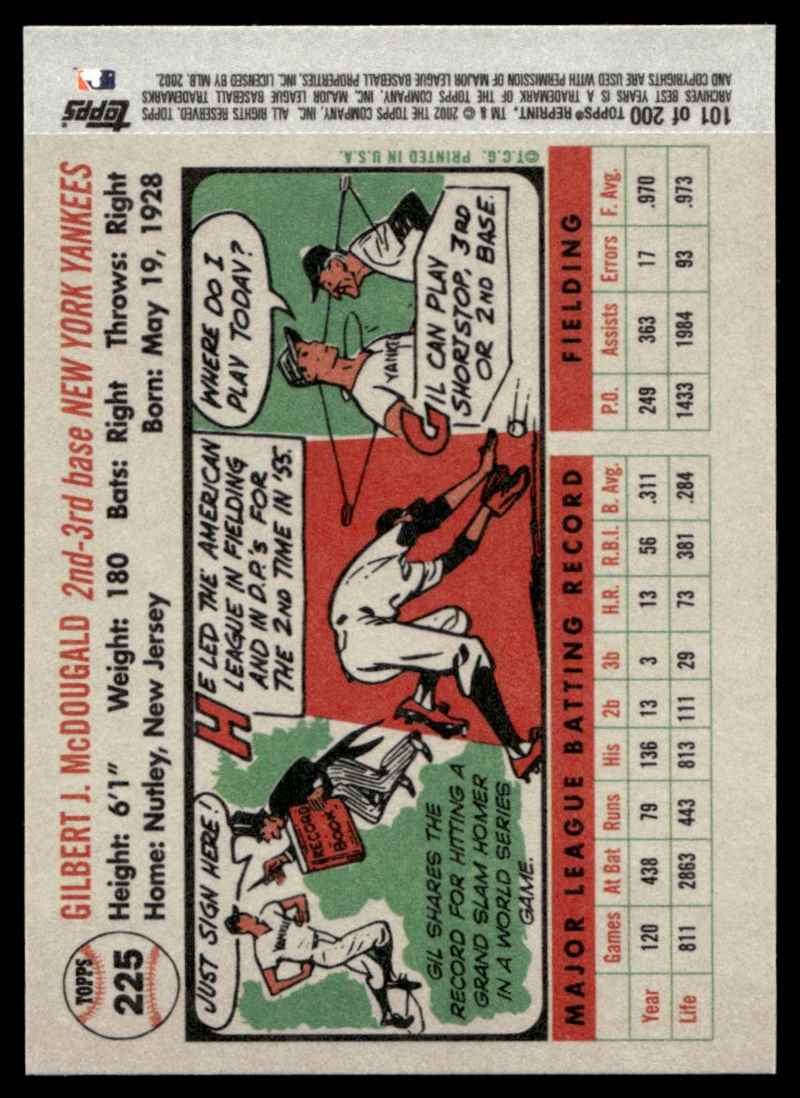 TOPPS
225
GILBERT J. McDOUGALD 2nd-3rd base NEW YORK YANKEES
Height: 6'1" Weight: 180 Bats: Right Throws: Right
Home: Nutley, New Jersey Born: May 19, 1928
JUST SIGN HERE!
RECORD
BOOK
GIL SHARES THE
RECORD FOR HITTING A
GRAND SLAM HOMER
IN A WORLD SERIES
GAME.
HE LED THE AMERICAN
LEAGUE IN FIELDING
AND IN D.P.'S FOR
THE 2ND TIME IN '55.
WHERE DO I
PLAY TODAY?
YANKE
GIL CAN PLAY
SHORTSTOP, 3RD
OR 2ND BASE.
©T.C.G. PRINTED IN U.S.A.
MAJOR LEAGUE BATTING RECORD FIELDING
Games At Bat Runs His 2b 3b H.R. R.B.I. B. Avg. P.O. Assists Errors F. Avg.
Year 120 438 79 136 13 3 13 56 .311 249 363 17 .970
Life 811 2863 443 813 111 29 73 381 .284 1433 1984 93 .973
101 of 200 TOPPS® REPRINT. ™ & © 2002 THE TOPPS COMPANY, INC. ALL RIGHTS RESERVED. TOPPS
ARCHIVES BEST YEARS IS A TRADEMARK OF THE TOPPS COMPANY, INC. MAJOR LEAGUE BASEBALL TRADEMARKS
AND COPYRIGHTS ARE USED WITH PERMISSION OF MAJOR LEAGUE BASEBALL PROPERTIES, INC. LICENSED BY MLB. 2002.
topps